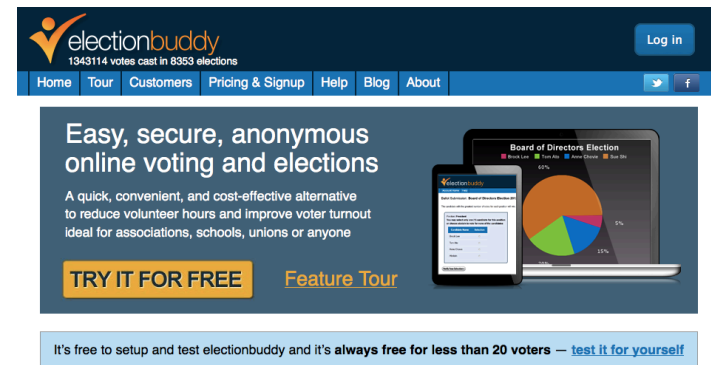 electionbuddy
1343114 votes cast in 8353 elections
Log in
Home Tour Customers Pricing & Signup Help Blog About
Easy, secure, anonymous
online voting and elections
A quick, convenient, and cost-effective alternative
to reduce volunteer hours and improve voter turnout
ideal for associations, schools, unions or anyone
TRY IT FOR FREE
Feature Tour
Board of Directors Election
Brock Lee Tom Ato Anne Chovie Sue Shi
60%
5%
15%
electionbuddy
It's free to setup and test electionbuddy and it's always free for less than 20 voters — test it for yourself